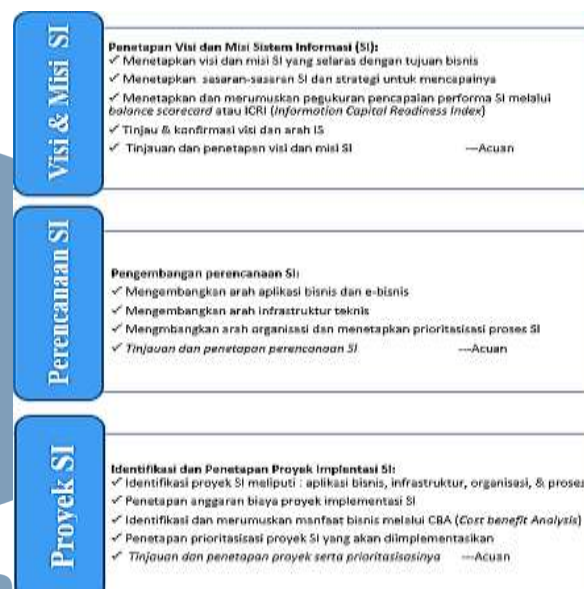 Visi & Misi SI
Penetapan Visi dan Misi Sistem Informasi (SI):
✓ Menetapkan visi dan misi SI yang selaras dengan tujuan bisnis
✓ Menetapkan sasaran-sasaran SI dan strategi untuk mencapainya
✓ Menetapkan dan merumuskan pegukuran pencapaian performa SI melalui
balance scorecard atau ICRI (Information Capital Readiness Index)
✓ Tinjau & konfirmasi visi dan arah IS
✓ Tinjauan dan penetapan visi dan misi SI ---Acuan
Perencanaan SI
Pengembangan perencanaan SI:
✓ Mengembangkan arah aplikasi bisnis dan e-bisnis
✓ Mengembangkan arah infrastruktur teknis
✓ Mengmbangkan arah organisasi dan menetapkan prioritasisasi proses SI
✓ Tinjauan dan penetapan perencanaan SI ---Acuan
Proyek SI
Identifikasi dan Penetapan Proyek Implentasi SI:
✓ Identifikasi proyek SI meliputi : aplikasi bisnis, infrastruktur, organisasi, & proses
✓ Penetapan anggaran biaya proyek implementasi SI
✓ Identifikasi dan merumuskan manfaat bisnis melalui CBA (Cost benefit Analysis)
✓ Penetapan prioritasisasi proyek SI yang akan diimplementasikan
✓ Tinjauan dan penetapan proyek serta prioritasisasinya ---Acuan